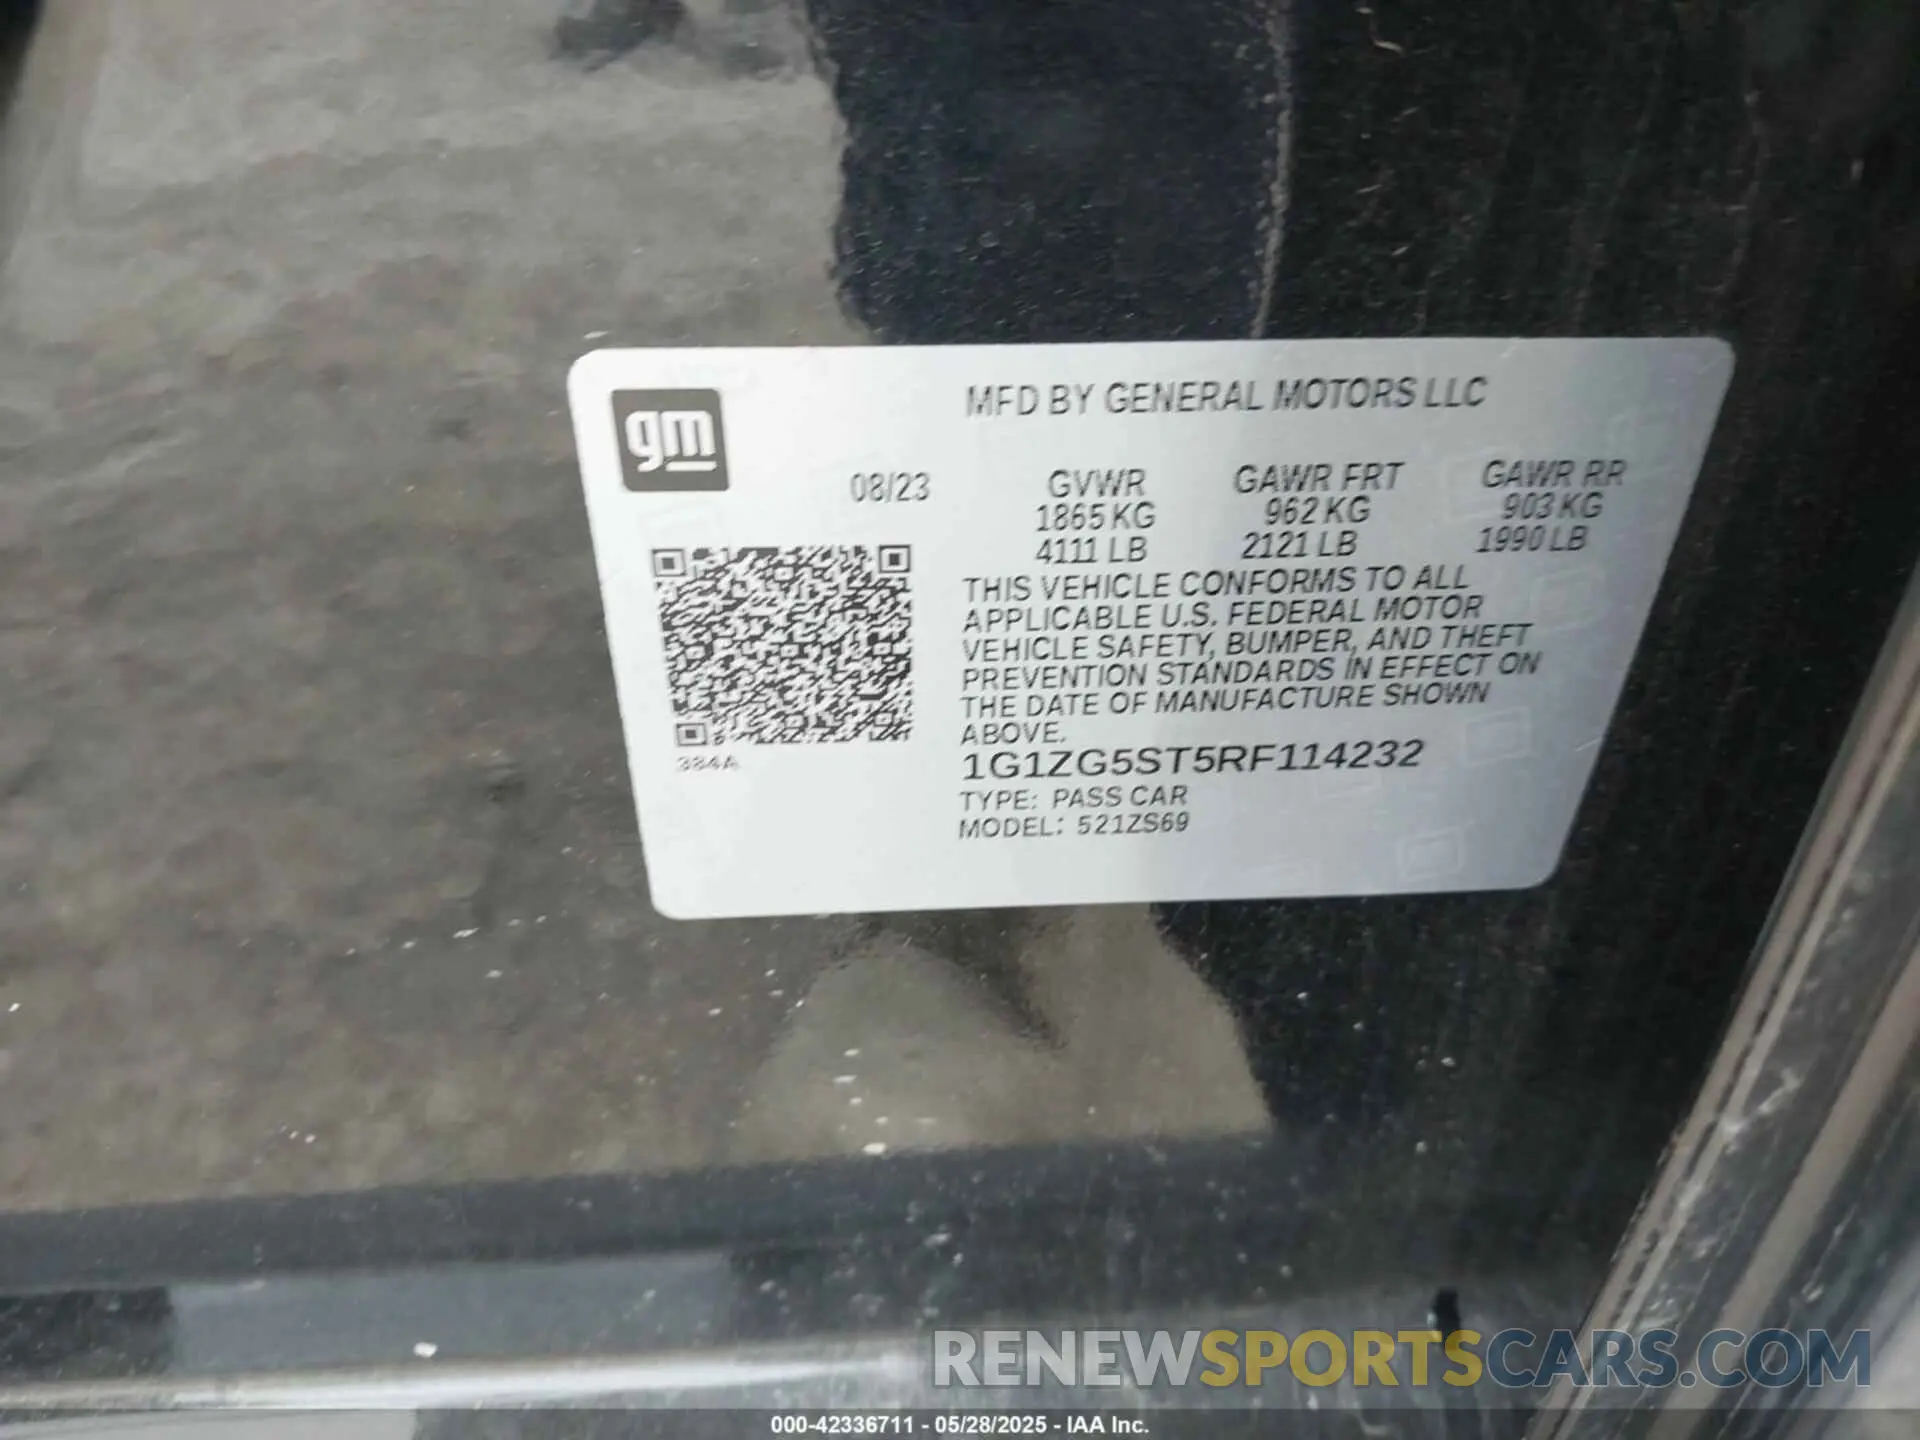 gm
MFD BY GENERAL MOTORS LLC
08/23 GVWR GAWR FRT GAWR RR
1865 KG 962 KG 903 KG
4111 LB 2121 LB 1990 LB
THIS VEHICLE CONFORMS TO ALL
APPLICABLE U.S. FEDERAL MOTOR
VEHICLE SAFETY, BUMPER, AND THEFT
PREVENTION STANDARDS IN EFFECT ON
THE DATE OF MANUFACTURE SHOWN
ABOVE.
384A
1G1ZG5ST5RF114232
TYPE: PASS CAR
MODEL: 521ZS69
RENEWSPORTSCARS.COM
000-42336711 - 05/28/2025 - IAA Inc.